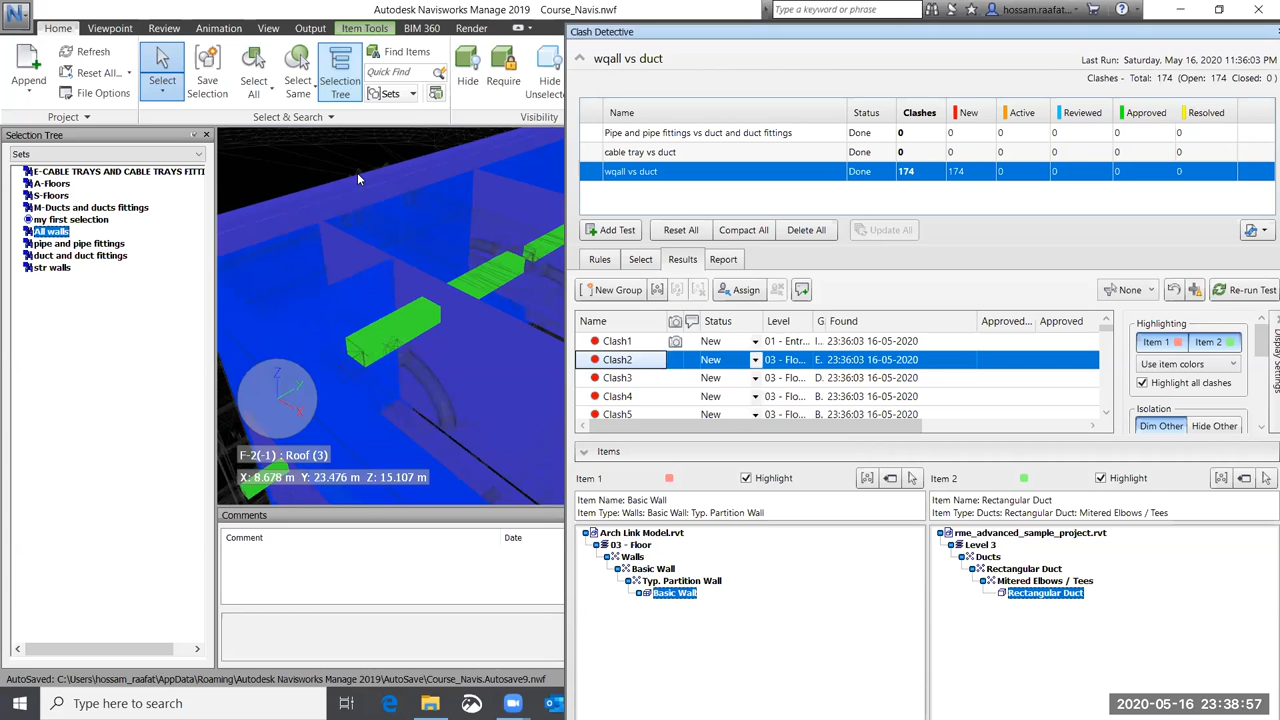 Autodesk Navisworks Manage 2019 Course_Navis.nwf
Type a keyword or phrase
hossam.raafat...
Home Viewpoint Review Animation View Output Item Tools BIM 360 Render
Append
Refresh
Reset All...
File Options
Project
Select
Save Selection
Select All
Select Same
Selection Tree
Find Items
Quick Find
Sets
Select & Search
Hide
Require
Hide Unselected
Visibility
Selection Tree
Sets
E-CABLE TRAYS AND CABLE TRAYS FITTI
A-Floors
S-Floors
M-Ducts and ducts fittings
my first selection
All walls
pipe and pipe fittings
duct and duct fittings
str walls
Z
X
X
F-2(-1) : Roof (3)
X: 8.678 m Y: 23.476 m Z: 15.107 m
Comments
Comment Date
Clash Detective
wqall vs duct
Last Run: Saturday, May 16, 2020 11:36:03 PM
Clashes - Total: 174 (Open: 174 Closed: 0)
Name Status Clashes New Active Reviewed Approved Resolved
Pipe and pipe fittings vs duct and duct fittings Done 0 0 0 0 0 0
cable tray vs duct Done 0 0 0 0 0 0
wqall vs duct Done 174 174 0 0 0 0
Add Test Reset All Compact All Delete All Update All
Rules Select Results Report
New Group Assign None Re-run Test
Name Status Level G Found Approved... Approved
Clash1 New 01 - Entr... I... 23:36:03 16-05-2020
Clash2 New 03 - Flo... E. 23:36:03 16-05-2020
Clash3 New 03 - Flo... D. 23:36:03 16-05-2020
Clash4 New 03 - Flo... B. 23:36:03 16-05-2020
Clash5 New 03 - Flo... B. 23:36:03 16-05-2020
Highlighting
Item 1 Item 2
Use item colors
Highlight all clashes
Isolation
Dim Other Hide Other
Display settings
Items
Item 1 Highlight
Item Name: Basic Wall
Item Type: Walls: Basic Wall: Typ. Partition Wall
Arch Link Model.rvt
03 - Floor
Walls
Basic Wall
Typ. Partition Wall
Basic Wall
Item 2 Highlight
Item Name: Rectangular Duct
Item Type: Ducts: Rectangular Duct: Mitered Elbows / Tees
rme_advanced_sample_project.rvt
Level 3
Ducts
Rectangular Duct
Mitered Elbows / Tees
Rectangular Duct
AutoSaved: C:\Users\hossam_raafat\AppData\Roaming\Autodesk Navisworks Manage 2019\AutoSave\Course_Navis.Autosave9.nwf
Type here to search
2020-05-16 23:38:57